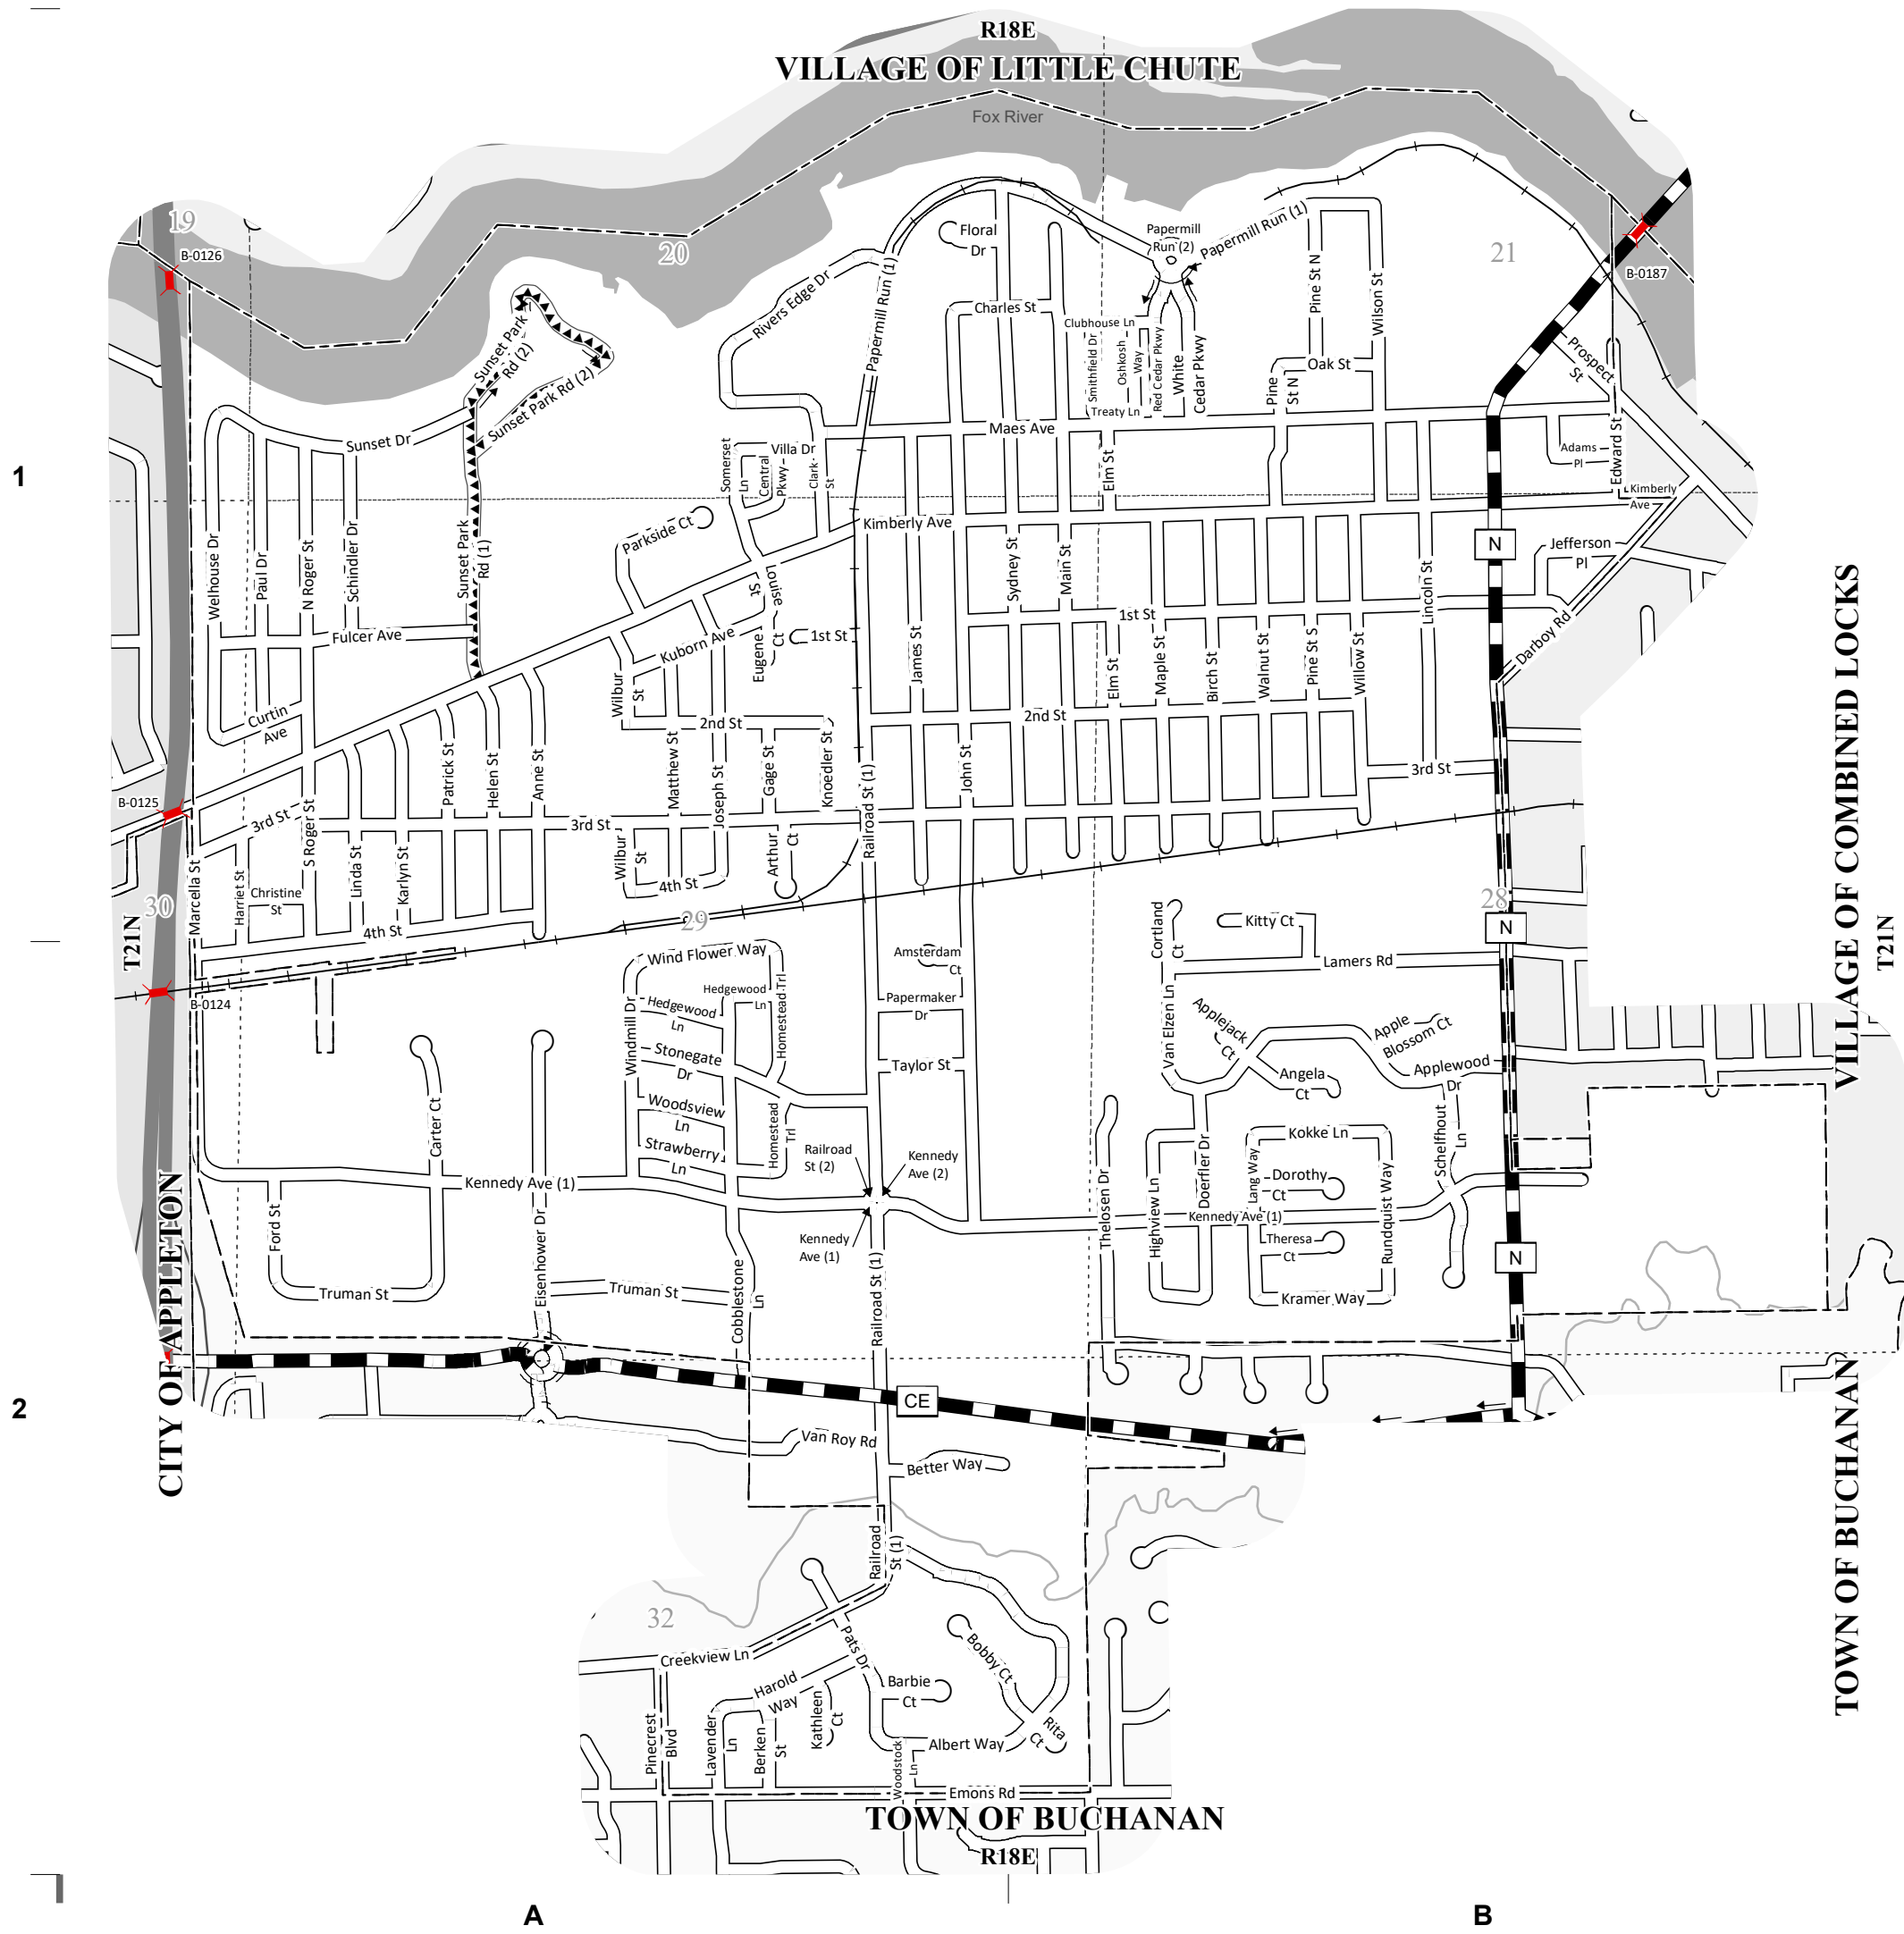 R18E
VILLAGE OF LITTLE CHUTE
Fox River
19
B-0126
20
21
B-0187
Floral
Dr
Papermill
Run (2)
Papermill Run (1)
Rivers Edge Dr
Papermill Run (1)
Charles St
Clubhouse Ln
Smithfield Dr
Oshkosh
Way
Red Cedar Pkwy
White
Cedar Pkwy
Treaty Ln
Pine St N
Wilson St
Oak St
Pine
St N
Prospect
St
Sunset Park
Rd (2)
Sunset Park Rd (2)
Sunset Dr
Maes Ave
Adams
Pl
Edward St
Somerset
Ln
Villa Dr
Central
Pkwy
Clark
St
Elm St
1
Kimberly
Ave
Kimberly Ave
Parkside Ct
Welhouse Dr
Paul Dr
N Roger St
Schindler Dr
Sunset Park
Rd (1)
Louise
St
Sydney St
Main St
Lincoln St
N
Jefferson
Pl
Fulcer Ave
Kuborn Ave
Eugene
Ct
1st St
1st St
James St
Elm St
Maple St
Birch St
Walnut St
Pine St S
Willow St
Darboy Rd
VILLAGE OF COMBINED LOCKS
Curtin
Ave
Wilbur
St
2nd St
2nd St
Patrick St
Helen St
Anne St
Matthew St
Joseph St
Gage St
Knoedler St
Railroad St (1)
John St
3rd St
B-0125
3rd St
3rd St
S Roger St
Linda St
Karlyn St
Wilbur
St
Arthur
Ct
Marcella St
Harriet St
Christine
St
4th St
4th St
30
29
28
T21N
T21N
N
B-0124
Cortland
Ct
Kitty Ct
Lamers Rd
Wind Flower Way
Amsterdam
Ct
Windmill Dr
Hedgewood
Ln
Hedgewood
Ln
Homestead Trl
Papermaker
Dr
Van Elzen Ln
Applejack
Ct
Apple
Blossom Ct
Stonegate
Dr
Taylor St
Angela
Ct
Applewood
Dr
Carter Ct
Woodsview
Ln
Homestead
Trl
Strawberry
Ln
Railroad
St (2)
Kennedy
Ave (2)
Kokke Ln
Schelfhout
Ln
Thelosen Dr
Highview Ln
Doerfler Dr
Lang Way
Dorothy
Ct
Rundquist Way
Kennedy Ave (1)
Kennedy Ave (1)
Kennedy
Ave (1)
Theresa
Ct
N
Ford St
Eisenhower Dr
Truman St
Truman St
Cobblestone
Ln
Railroad St (1)
Kramer Way
CITY OF APPLETON
2
CE
TOWN OF BUCHANAN
Van Roy Rd
Better Way
Railroad
St (1)
32
Creekview Ln
Pats Dr
Bobby Ct
Harold
Way
Barbie
Ct
Kathleen
Ct
Pinecrest
Blvd
Lavender
Ln
Berken
St
Albert Way
Rita
Ct
Woodstock
Ln
Emons Rd
TOWN OF BUCHANAN
R18E
A
B